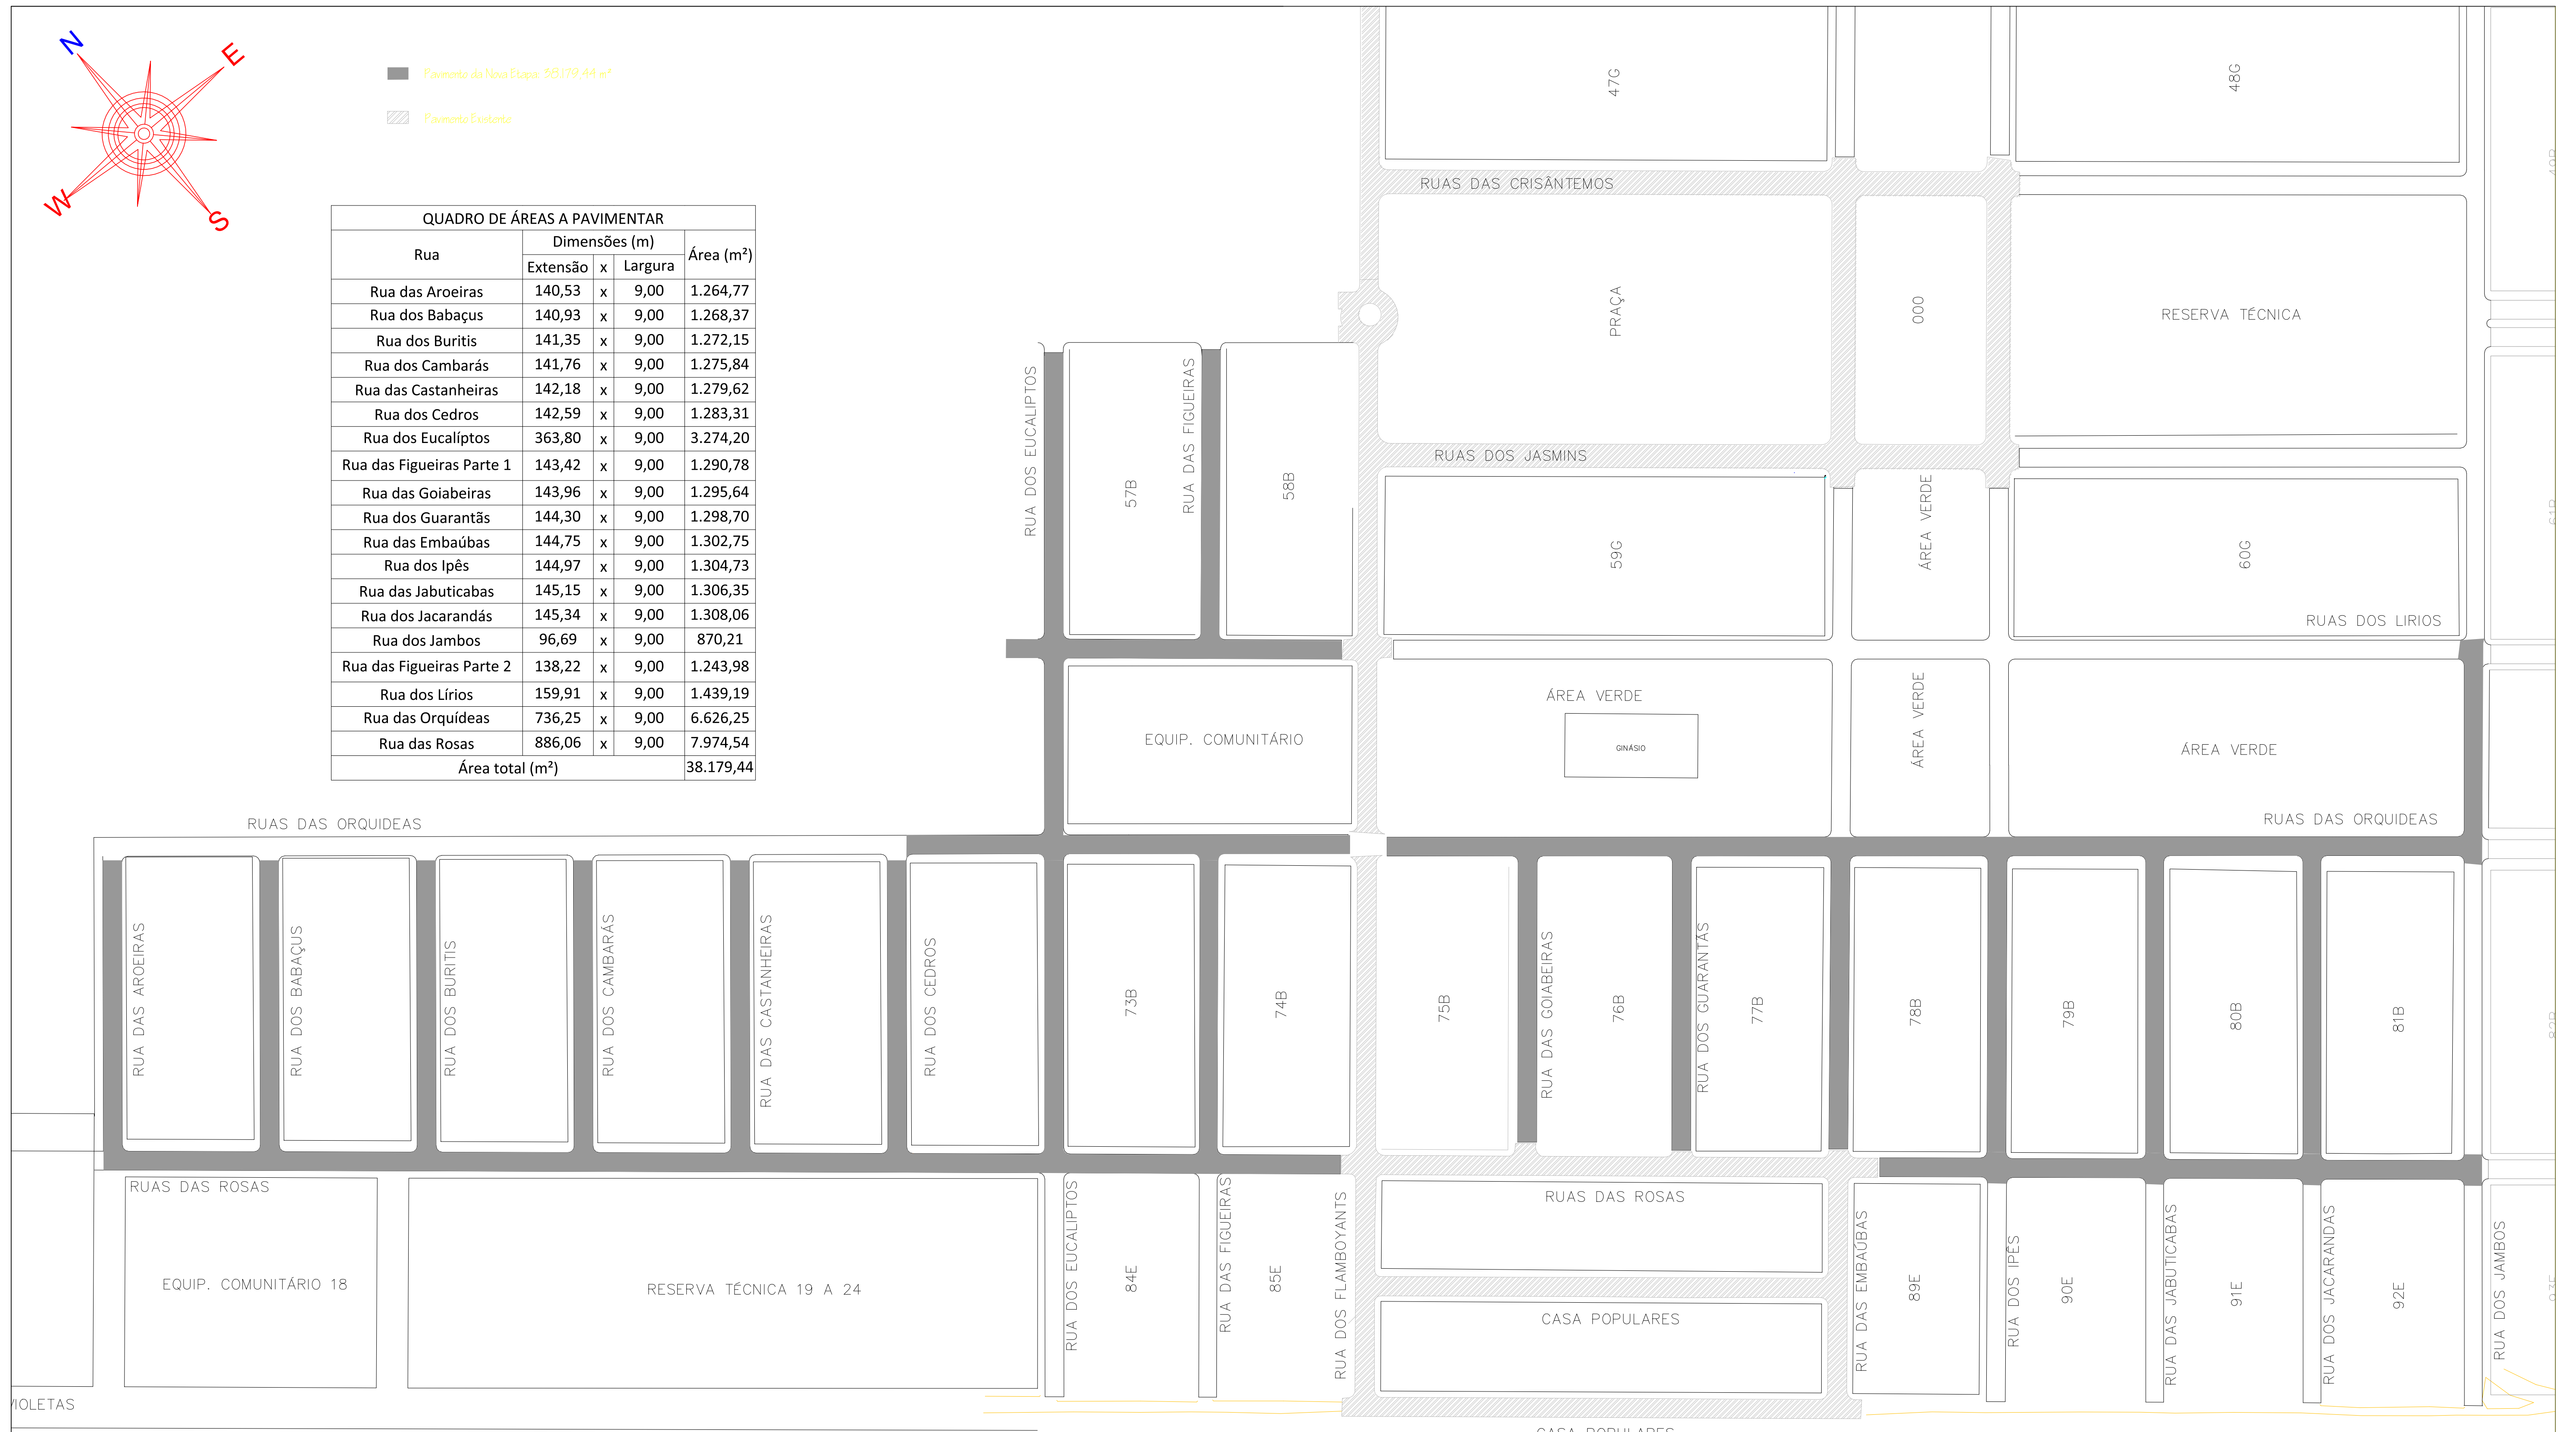 N
E
W
S
Pavimento Existente
QUADRO DE ÁREAS A PAVIMENTAR
Rua Dimensões (m) Área (m²)
Extensão x Largura
Rua das Aroeiras 140,53 x 9,00 1.264,77
Rua dos Babaçus 140,93 x 9,00 1.268,37
Rua dos Buritis 141,35 x 9,00 1.272,15
Rua dos Cambarás 141,76 x 9,00 1.275,84
Rua das Castanheiras 142,18 x 9,00 1.279,62
Rua dos Cedros 142,59 x 9,00 1.283,31
Rua dos Eucalíptos 363,80 x 9,00 3.274,20
Rua das Figueiras Parte 1 143,42 x 9,00 1.290,78
Rua das Goiabeiras 143,96 x 9,00 1.295,64
Rua dos Guarantãs 144,30 x 9,00 1.298,70
Rua das Embaúbas 144,75 x 9,00 1.302,75
Rua dos Ipês 144,97 x 9,00 1.304,73
Rua das Jabuticabas 145,15 x 9,00 1.306,35
Rua dos Jacarandás 145,34 x 9,00 1.308,06
Rua dos Jambos 96,69 x 9,00 870,21
Rua das Figueiras Parte 2 138,22 x 9,00 1.243,98
Rua dos Lírios 159,91 x 9,00 1.439,19
Rua das Orquídeas 736,25 x 9,00 6.626,25
Rua das Rosas 886,06 x 9,00 7.974,54
Área total (m²) 38.179,44
47G
48G
49B
RUAS DAS CRISÂNTEMOS
PRAÇA
000
RESERVA TÉCNICA
RUA DOS EUCALIPTOS
57B
RUA DAS FIGUEIRAS
58B
RUAS DOS JASMINS
59G
ÁREA VERDE
60G
61B
RUAS DOS LIRIOS
EQUIP. COMUNITÁRIO
ÁREA VERDE
GINÁSIO
ÁREA VERDE
ÁREA VERDE
RUAS DAS ORQUIDEAS
RUAS DAS ORQUIDEAS
RUA DAS AROEIRAS
RUA DOS BABAÇUS
RUA DOS BURITIS
RUA DOS CAMBARÁS
RUA DAS CASTANHEIRAS
RUA DOS CEDROS
73B
74B
75B
RUA DAS GOIABEIRAS
76B
RUA DOS GUARANTÃS
77B
78B
79B
80B
81B
82B
RUAS DAS ROSAS
RUAS DAS ROSAS
EQUIP. COMUNITÁRIO 18
RESERVA TÉCNICA 19 A 24
RUA DOS EUCALIPTOS
84E
RUA DAS FIGUEIRAS
85E
RUA DOS FLAMBOYANTS
CASA POPULARES
RUA DAS EMBAÚBAS
89E
RUA DOS IPÊS
90E
RUA DAS JABUTICABAS
91E
RUA DOS JACARANDAS
92E
RUA DOS JAMBOS
93E
VIOLETAS
CASA POPULARES